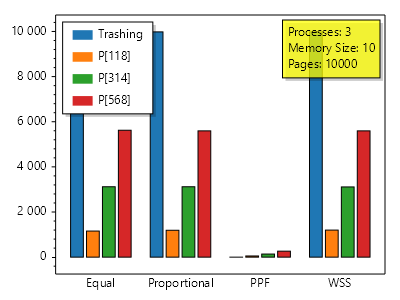 10 000
8 000
6 000
4 000
2 000
0
Trashing
P[118]
P[314]
P[568]
Processes: 3
Memory Size: 10
Pages: 10000
Equal
Proportional
PPF
WSS